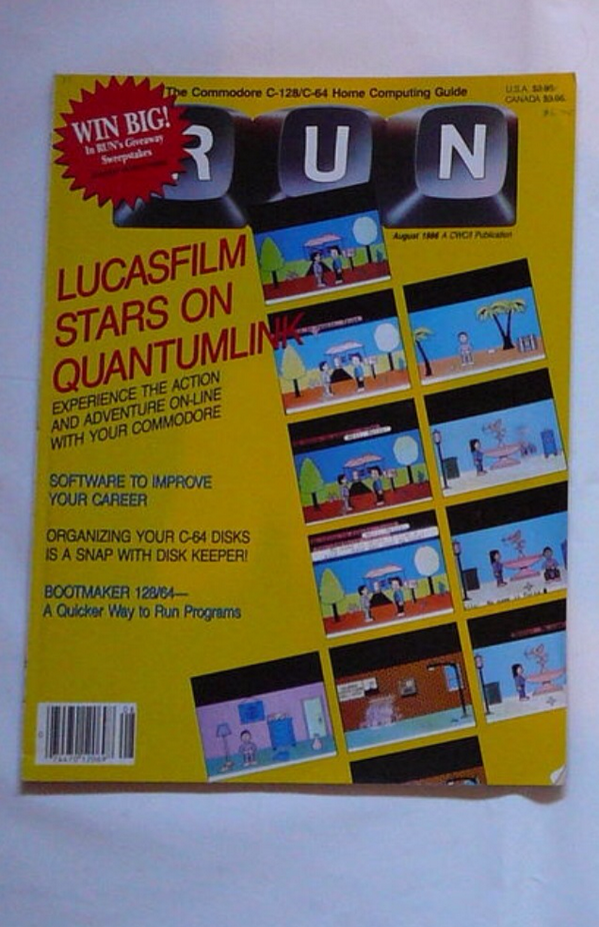 The Commodore C-128/C-64 Home Computing Guide
U.S.A. $2.95
CANADA $3.95
WIN BIG!
In RUN's Giveaway
Sweepstakes
RUN
August 1986 A CWC/I Publication
LUCASFILM
STARS ON
QUANTUMLINK
EXPERIENCE THE ACTION
AND ADVENTURE ON-LINE
WITH YOUR COMMODORE
SOFTWARE TO IMPROVE
YOUR CAREER
ORGANIZING YOUR C-64 DISKS
IS A SNAP WITH DISK KEEPER!
BOOTMAKER 128/64—
A Quicker Way to Run Programs
08